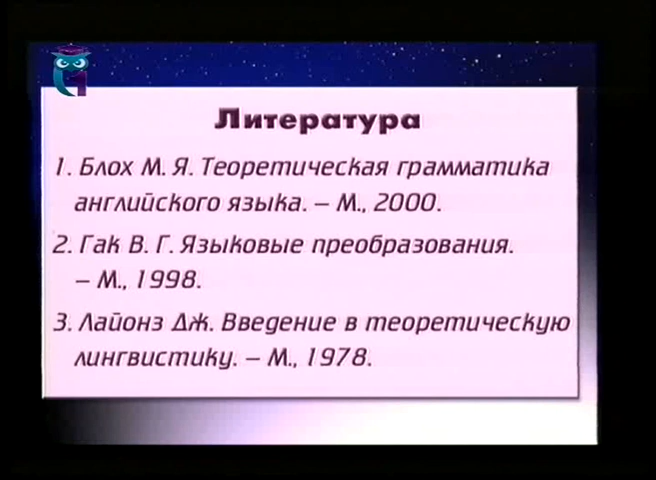 Литература
1. Блох М. Я. Теоретическая грамматика
английского языка. – М., 2000.
2. Гак В. Г. Языковые преобразования.
– М., 1998.
3. Лайонз Дж. Введение в теоретическую
лингвистику. – М., 1978.